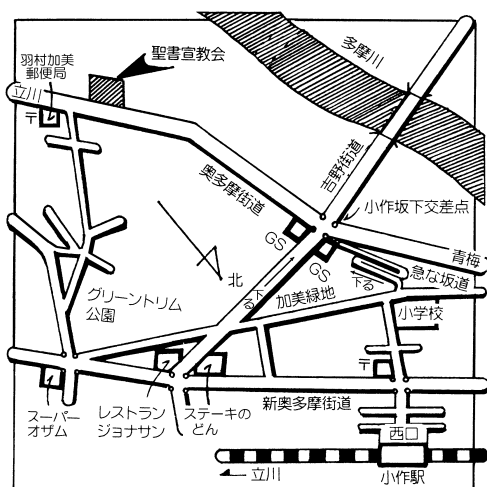 羽村加美
郵便局
聖書宣教会
多摩川
立川
〒
吉野街道
奥多摩街道
小作坂下交差点
GS
GS
青梅
急な坂道
下る
北
下る
加美緑地
グリーントリム
公園
小学校
〒
スーパー
オザム
レストラン
ジョナサン
ステーキの
どん
新奥多摩街道
西口
立川
小作駅